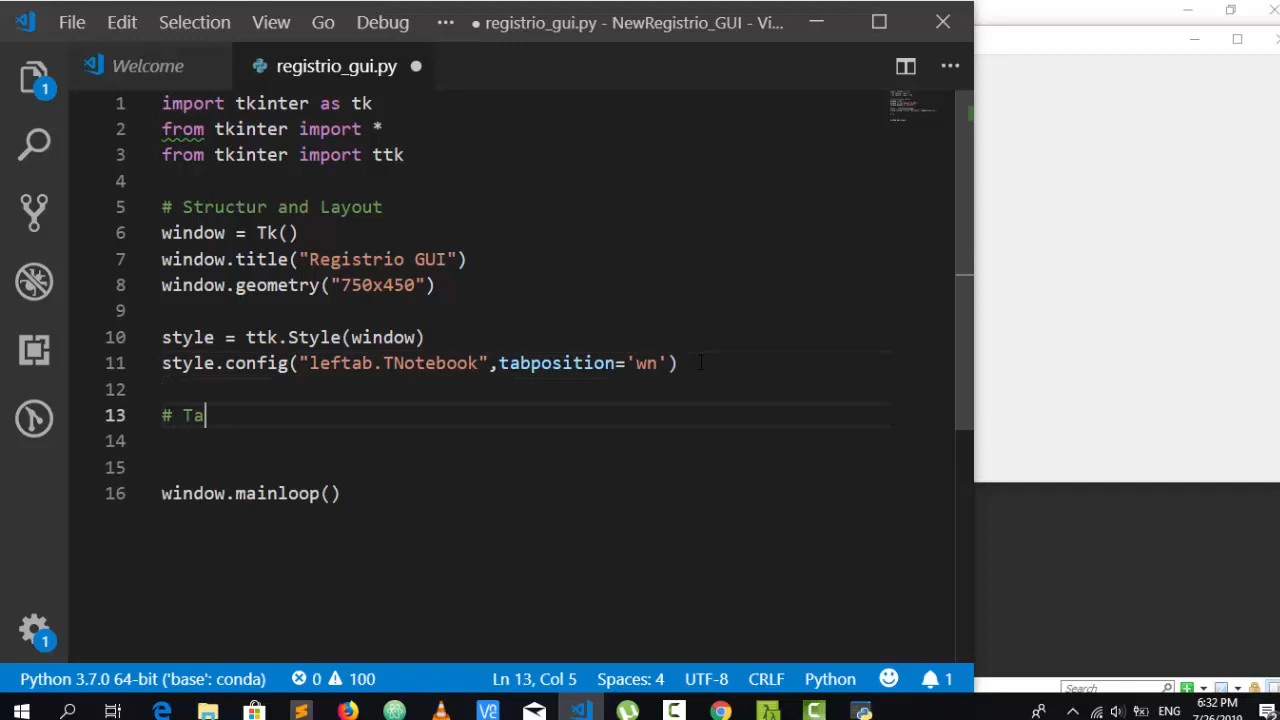 File Edit Selection View Go Debug ··· ● registrio_gui.py - NewRegistrio_GUI - Vi...
Welcome registrio_gui.py ●
1 import tkinter as tk
2 from tkinter import *
3 from tkinter import ttk
4
5 # Structur and Layout
6 window = Tk()
7 window.title("Registrio GUI")
8 window.geometry("750x450")
9
10 style = ttk.Style(window)
11 style.config("leftab.TNotebook",tabposition='wn')
12
13 # Ta
14
15
16 window.mainloop()
1
1
Python 3.7.0 64-bit ('base': conda) 0 100 Ln 13, Col 5 Spaces: 4 UTF-8 CRLF Python 1
Search
ENG 6:32 PM
7/26/2019